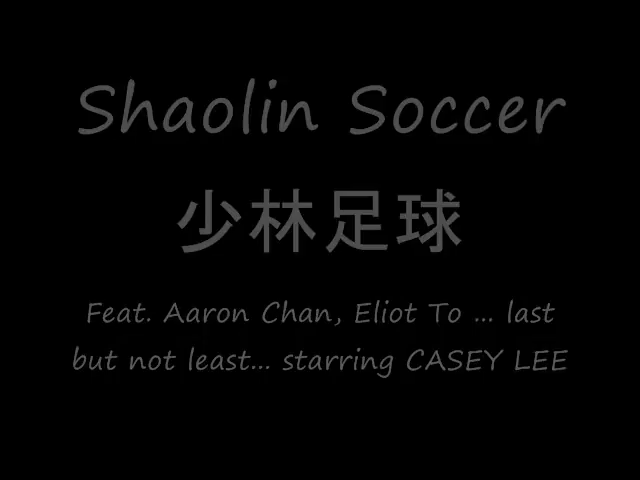 Shaolin Soccer
少林足球
Feat. Aaron Chan, Eliot To ... last
but not least... starring CASEY LEE